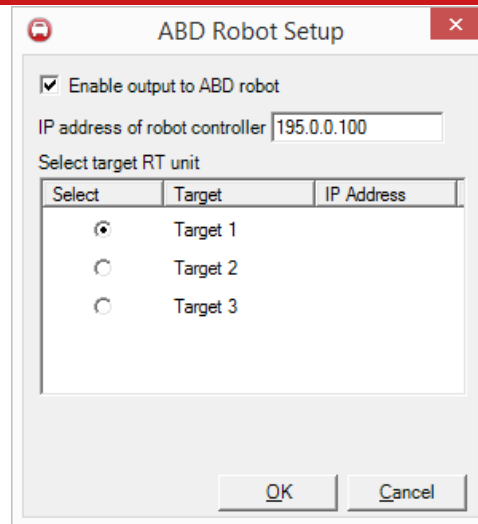 ABD Robot Setup
Enable output to ABD robot
IP address of robot controller 195.0.0.100
Select target RT unit
Select Target IP Address
Target 1
Target 2
Target 3
OK Cancel